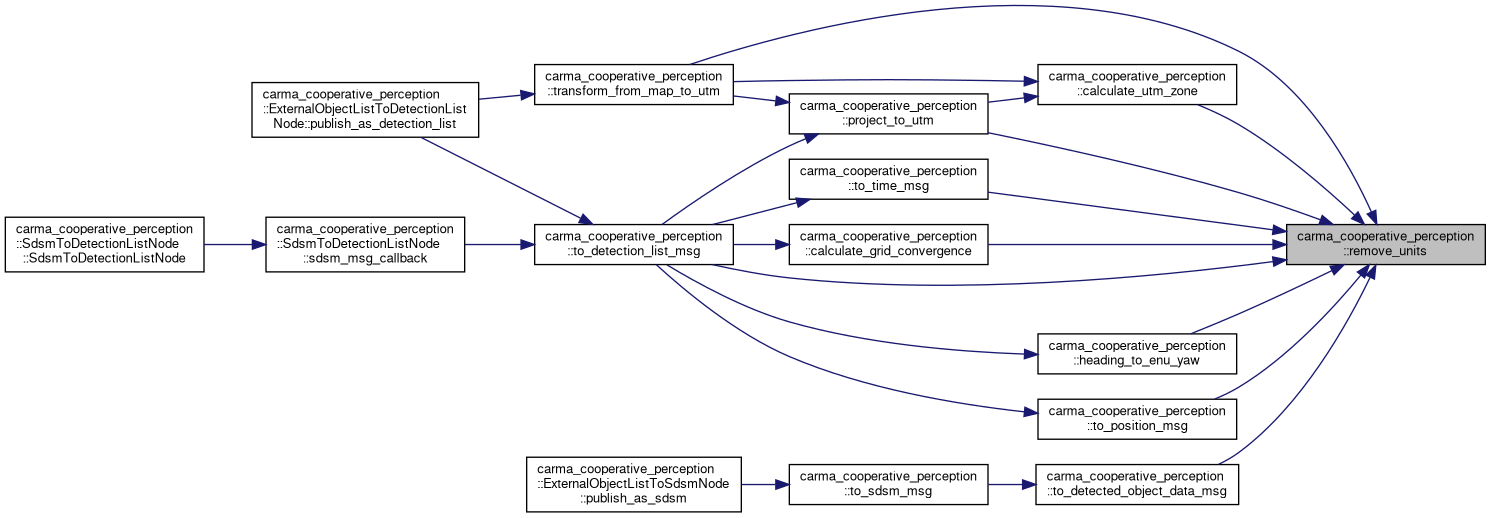 carma_cooperative_perception
::transform_from_map_to_utm
carma_cooperative_perception
::calculate_utm_zone
carma_cooperative_perception
::ExternalObjectListToDetectionList
Node::publish_as_detection_list
carma_cooperative_perception
::project_to_utm
carma_cooperative_perception
::to_time_msg
carma_cooperative_perception
::SdsmToDetectionListNode
::SdsmToDetectionListNode
carma_cooperative_perception
::SdsmToDetectionListNode
::sdsm_msg_callback
carma_cooperative_perception
::to_detection_list_msg
carma_cooperative_perception
::calculate_grid_convergence
carma_cooperative_perception
::remove_units
carma_cooperative_perception
::heading_to_enu_yaw
carma_cooperative_perception
::to_position_msg
carma_cooperative_perception
::ExternalObjectListToSdsmNode
::publish_as_sdsm
carma_cooperative_perception
::to_sdsm_msg
carma_cooperative_perception
::to_detected_object_data_msg